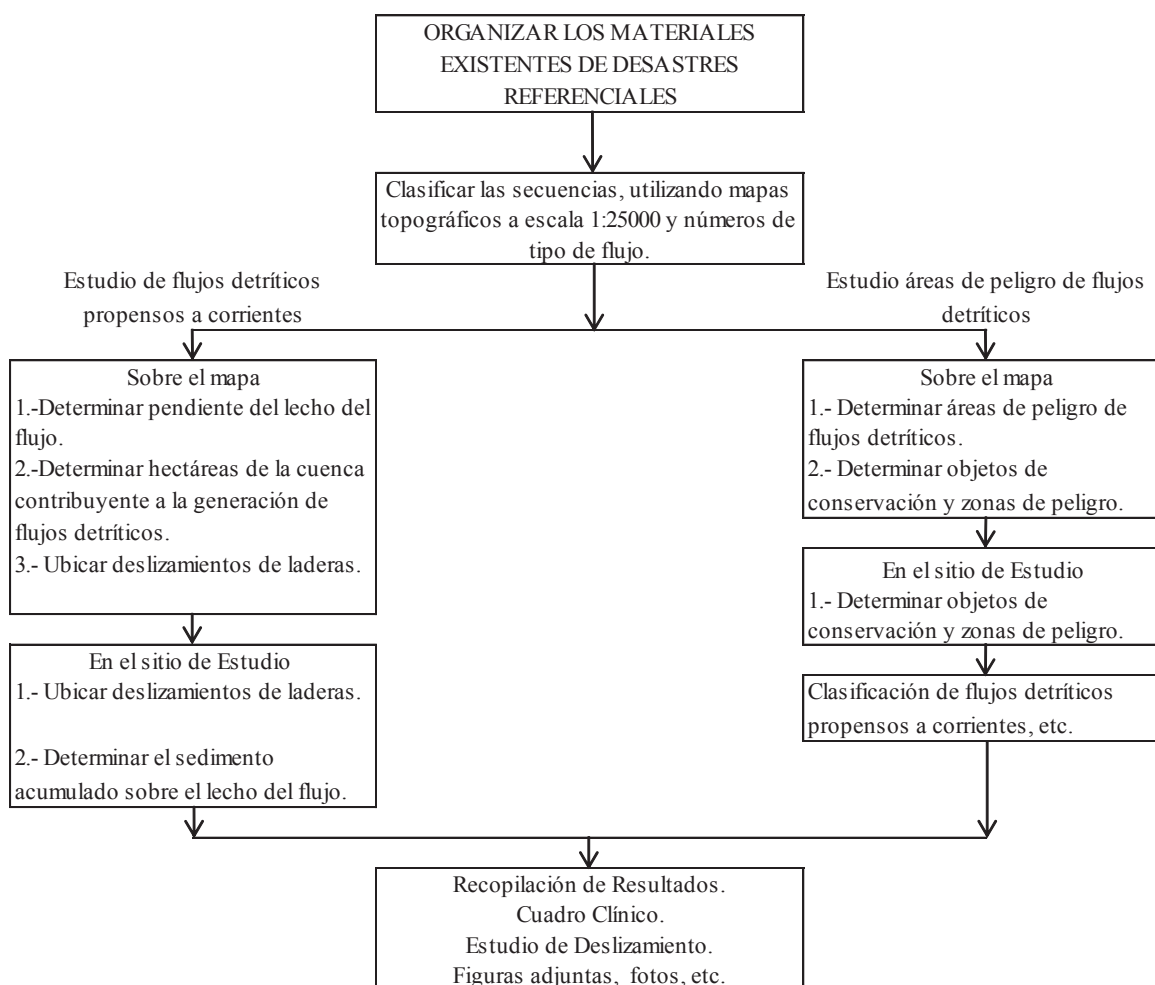 ORGANIZAR LOS MATERIALES
EXISTENTES DE DESASTRES
REFERENCIALES
Clasificar las secuencias, utilizando mapas
topográficos a escala 1:25000 y números de
tipo de flujo.
Estudio de flujos detríticos
propensos a corrientes
Estudio áreas de peligro de flujos
detríticos
Sobre el mapa
1.-Determinar pendiente del lecho del
flujo.
2.-Determinar hectáreas de la cuenca
contribuyente a la generación de
flujos detríticos.
3.- Ubicar deslizamientos de laderas.
En el sitio de Estudio
1.- Ubicar deslizamientos de laderas.
2.- Determinar el sedimento
acumulado sobre el lecho del flujo.
Sobre el mapa
1.- Determinar áreas de peligro de
flujos detríticos.
2.- Determinar objetos de
conservación y zonas de peligro.
En el sitio de Estudio
1.- Determinar objetos de
conservación y zonas de peligro.
Clasificación de flujos detríticos
propensos a corrientes, etc.
Recopilación de Resultados.
Cuadro Clínico.
Estudio de Deslizamiento.
Figuras adjuntas, fotos, etc.